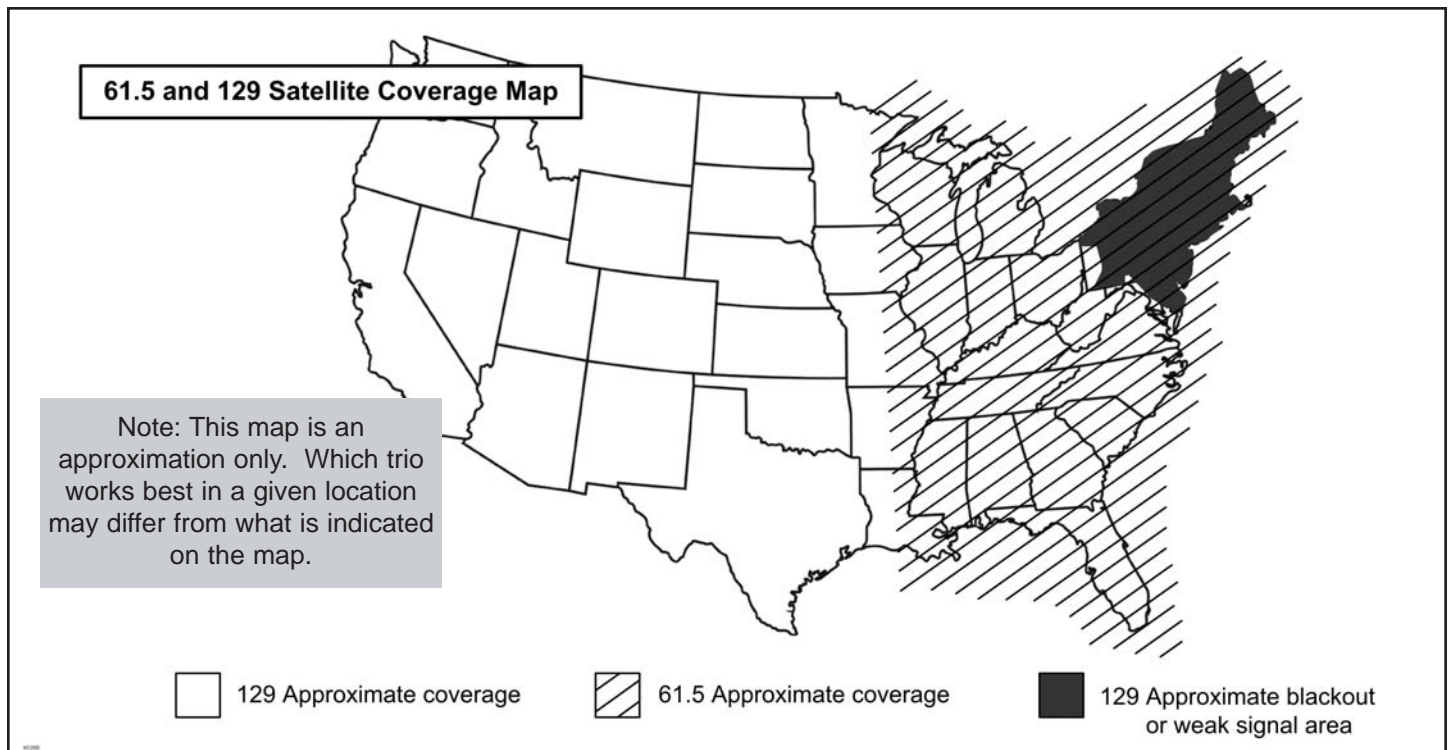 61.5 and 129 Satellite Coverage Map
Note: This map is an
approximation only. Which trio
works best in a given location
may differ from what is indicated
on the map.
129 Approximate coverage
61.5 Approximate coverage
129 Approximate blackout
or weak signal area